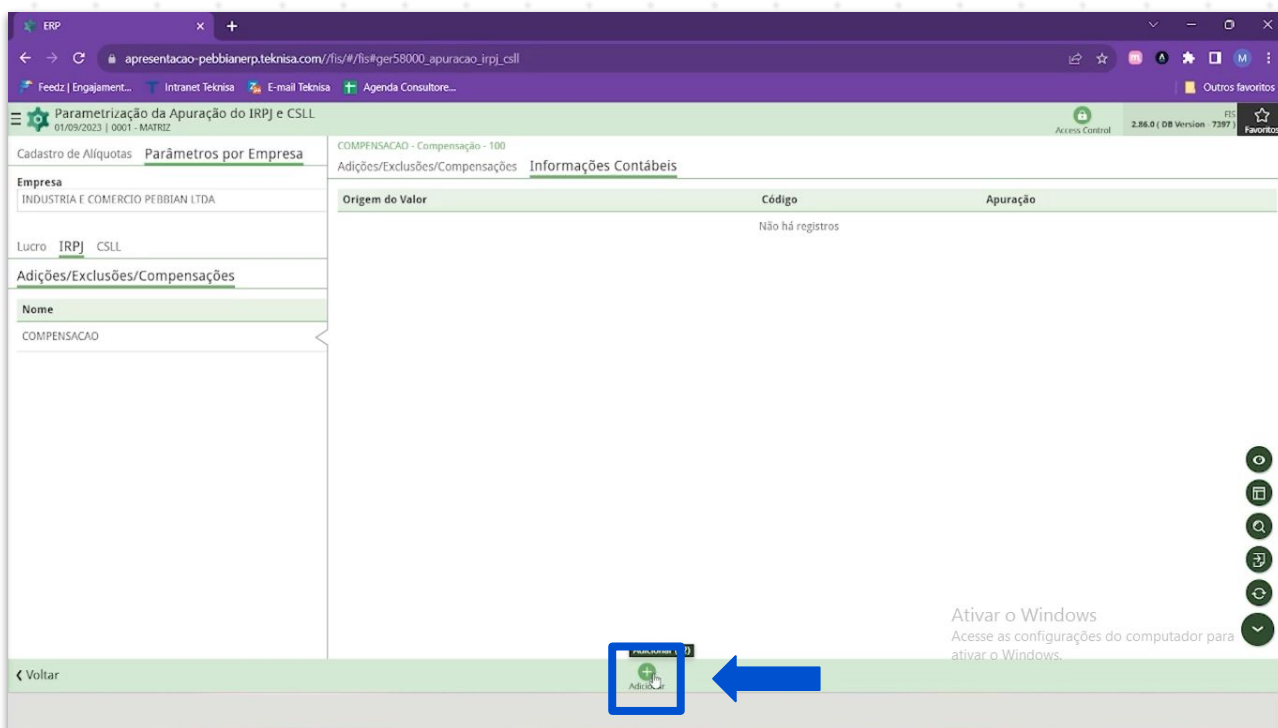 ERP
apresentacao-pebbianerp.teknisa.com//fis/#/fis#ger58000_apuracao_irpj_csll
M
Feedz | Engajament...
Intranet Teknisa
E-mail Teknisa
Agenda Consultore...
Outros favoritos
Parametrização da Apuração do IRPJ e CSLL
01/09/2023 | 0001 - MATRIZ
Access Control
FIS
2.86.0 ( DB Version - 7397 )
Favoritos
Cadastro de Alíquotas Parâmetros por Empresa
Empresa
INDUSTRIA E COMERCIO PEBBIAN LTDA
Lucro IRPJ CSLL
Adições/Exclusões/Compensações
Nome
COMPENSACAO
COMPENSACAO - Compensação - 100
Adições/Exclusões/Compensações Informações Contábeis
Origem do Valor Código Apuração
Não há registros
Ativar o Windows
Acesse as configurações do computador para
ativar o Windows.
Voltar
Adicionar